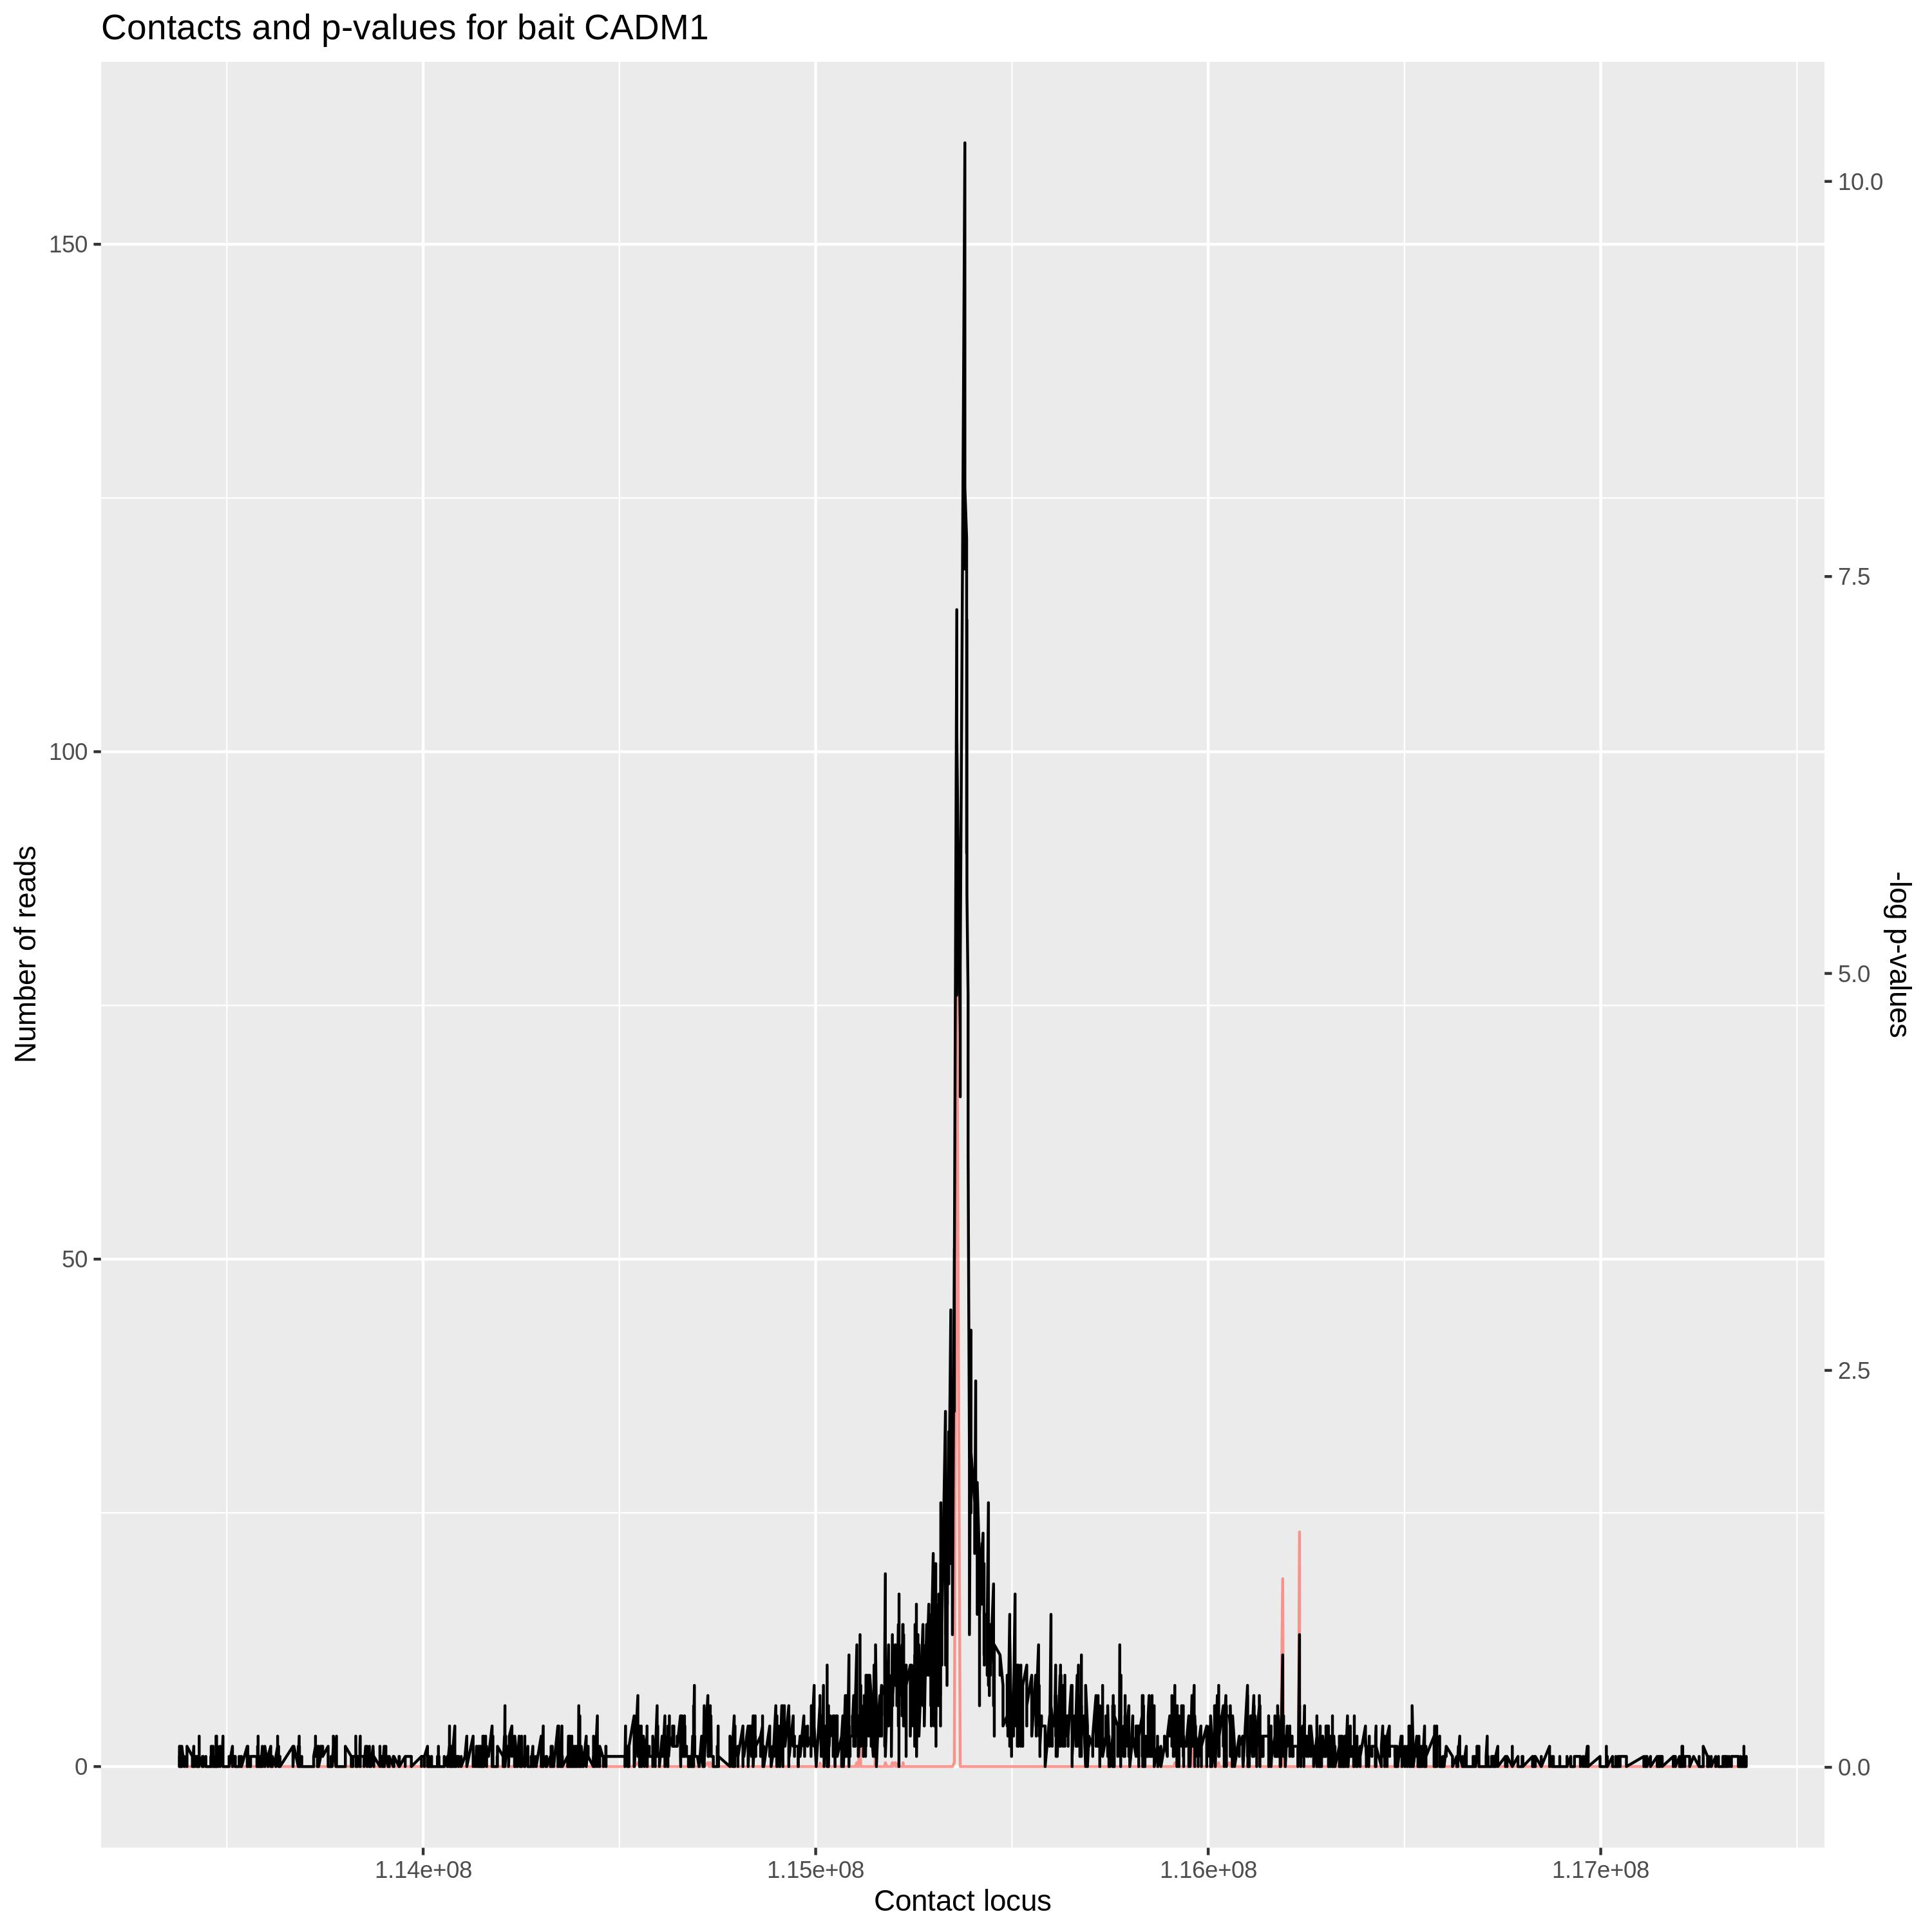 Contacts and p-values for bait CADM1
150
100
50
0
Number of reads
10.0
7.5
5.0
2.5
0.0
-log p-values
1.14e+08
1.15e+08
1.16e+08
1.17e+08
Contact locus